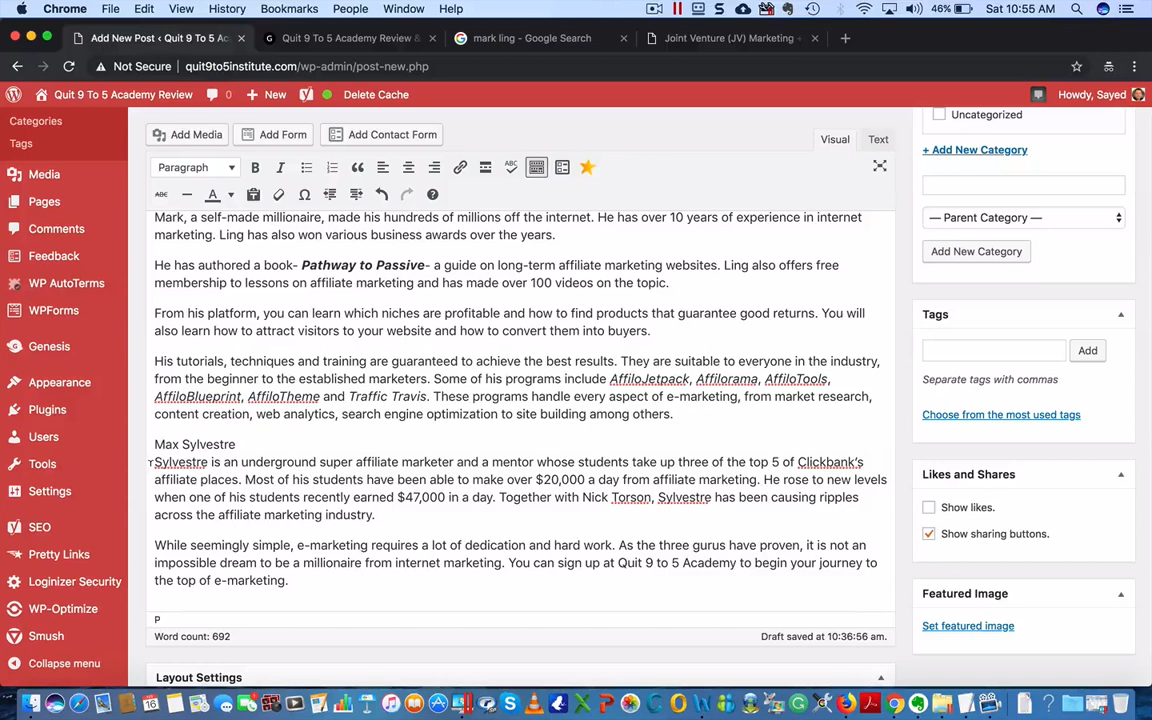 Chrome File Edit View History Bookmarks People Window Help 46% Sat 10:55 AM
Add New Post ‹ Quit 9 To 5 Ac Quit 9 To 5 Academy Review & mark ling - Google Search Joint Venture (JV) Marketing
Not Secure quit9to5institute.com/wp-admin/post-new.php
Quit 9 To 5 Academy Review 0 New Delete Cache Howdy, Sayed
Categories
Tags
Media
Pages
Comments
Feedback
WP AutoTerms
WPForms
Genesis
Appearance
Plugins
Users
Tools
Settings
SEO
Pretty Links
Loginizer Security
WP-Optimize
Smush
Collapse menu
Add Media Add Form Add Contact Form
Visual Text
Paragraph
Mark, a self-made millionaire, made his hundreds of millions off the internet. He has over 10 years of experience in internet
marketing. Ling has also won various business awards over the years.
He has authored a book- Pathway to Passive- a guide on long-term affiliate marketing websites. Ling also offers free
membership to lessons on affiliate marketing and has made over 100 videos on the topic.
From his platform, you can learn which niches are profitable and how to find products that guarantee good returns. You will
also learn how to attract visitors to your website and how to convert them into buyers.
His tutorials, techniques and training are guaranteed to achieve the best results. They are suitable to everyone in the industry,
from the beginner to the established marketers. Some of his programs include AffiloJetpack, Affilorama, AffiloTools,
AffiloBlueprint, AffiloTheme and Traffic Travis. These programs handle every aspect of e-marketing, from market research,
content creation, web analytics, search engine optimization to site building among others.
Max Sylvestre
Sylvestre is an underground super affiliate marketer and a mentor whose students take up three of the top 5 of Clickbank's
affiliate places. Most of his students have been able to make over $20,000 a day from affiliate marketing. He rose to new levels
when one of his students recently earned $47,000 in a day. Together with Nick Torson, Sylvestre has been causing ripples
across the affiliate marketing industry.
While seemingly simple, e-marketing requires a lot of dedication and hard work. As the three gurus have proven, it is not an
impossible dream to be a millionaire from internet marketing. You can sign up at Quit 9 to 5 Academy to begin your journey to
the top of e-marketing.
P
Word count: 692 Draft saved at 10:36:56 am.
Layout Settings
Uncategorized
+ Add New Category
— Parent Category —
Add New Category
Tags
Add
Separate tags with commas
Choose from the most used tags
Likes and Shares
Show likes.
Show sharing buttons.
Featured Image
Set featured image